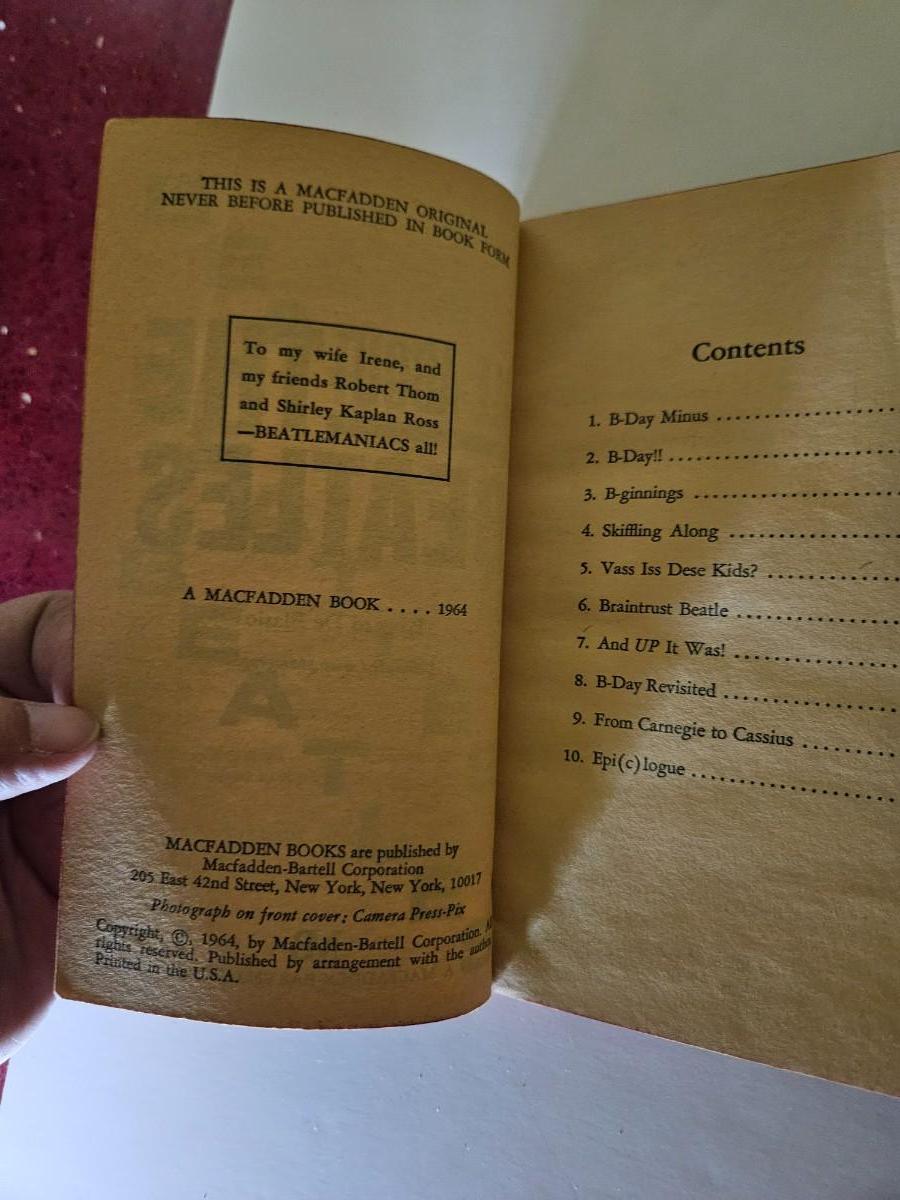 THIS IS A MACFADDEN ORIGINAL
NEVER BEFORE PUBLISHED IN BOOK FORM
To my wife Irene, and
my friends Robert Thom
and Shirley Kaplan Ross
—BEATLEMANIACS all!
A MACFADDEN BOOK .... 1964
MACFADDEN BOOKS are published by
Macfadden-Bartell Corporation
205 East 42nd Street, New York, New York, 10017
Photograph on front cover: Camera Press-Pix
Copyright, ©, 1964, by Macfadden-Bartell Corporation.
rights reserved. Published by arrangement with the
Printed in the U.S.A.
Contents
1. B-Day Minus
2. B-Day!!
3. B-ginnings
4. Skiffling Along
5. Vass Iss Dese Kids?
6. Braintrust Beatle
7. And UP It Was!
8. B-Day Revisited
9. From Carnegie to Cassius
10. Epi(c)logue